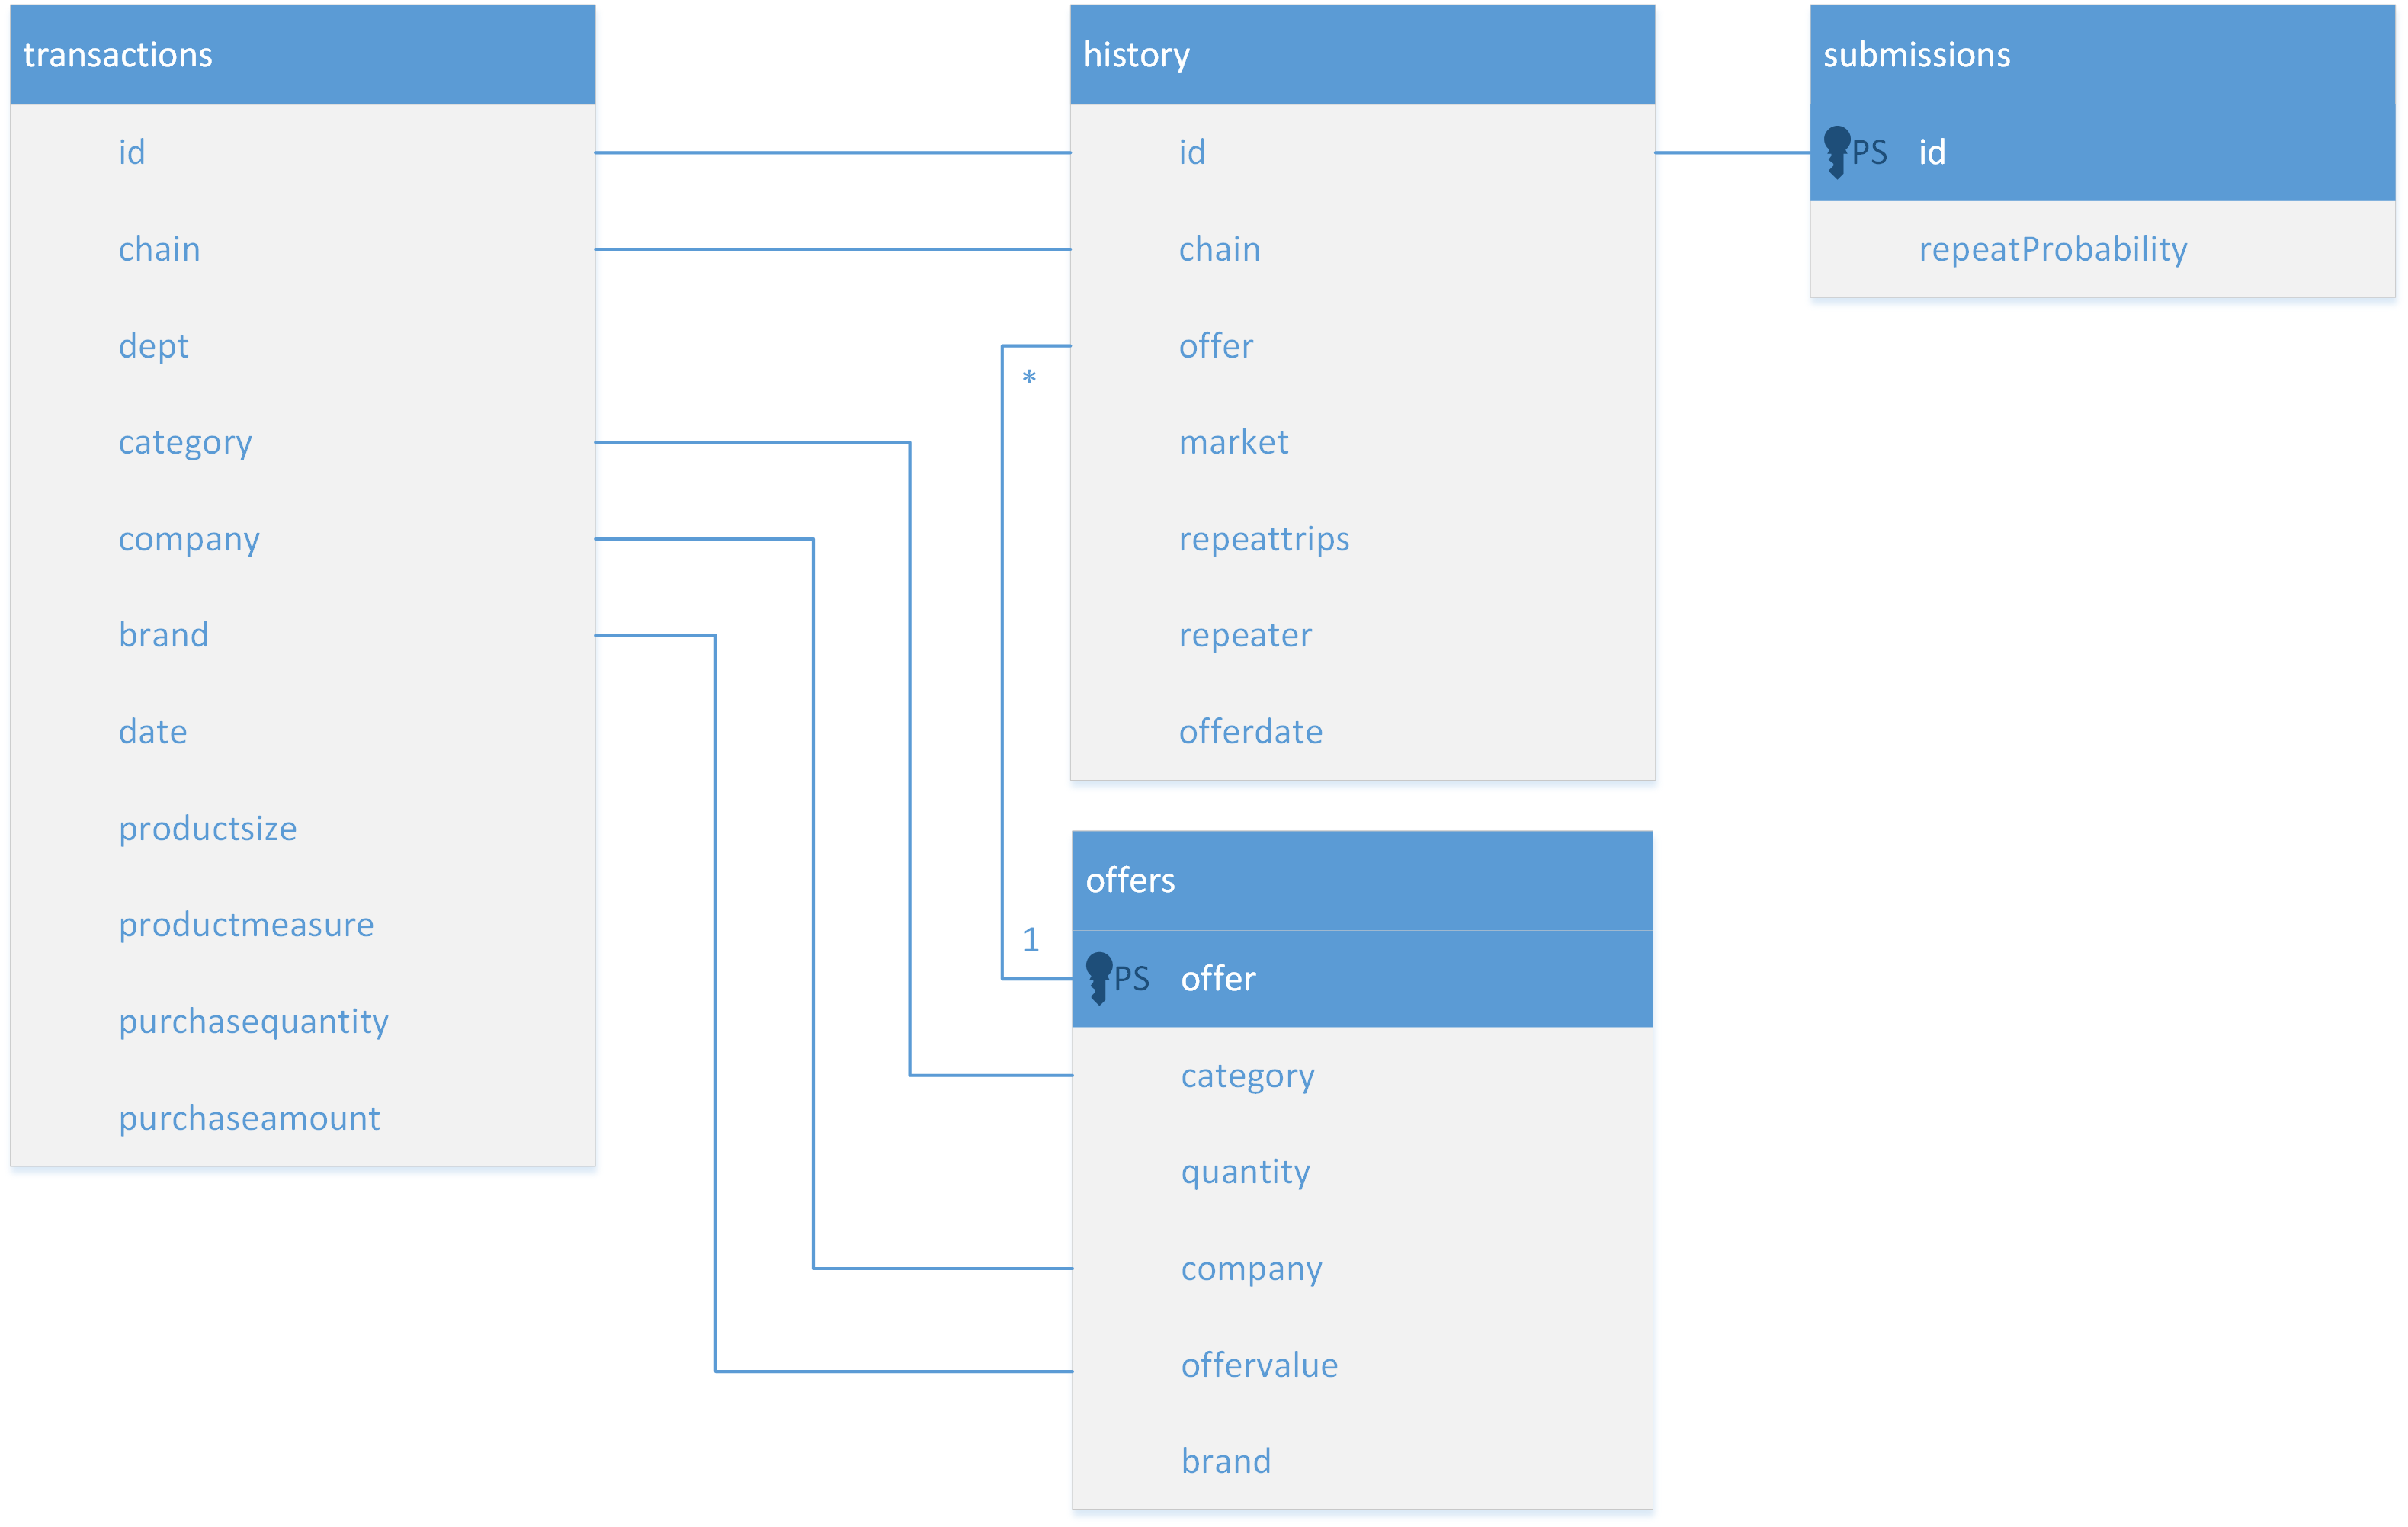 transactions
id
chain
dept
category
company
brand
date
productsize
productmeasure
purchasequantity
purchaseamount
history
id
chain
offer
market
repeattrips
repeater
offerdate
*
1
offers
PS offer
category
quantity
company
offervalue
brand
submissions
PS id
repeatProbability